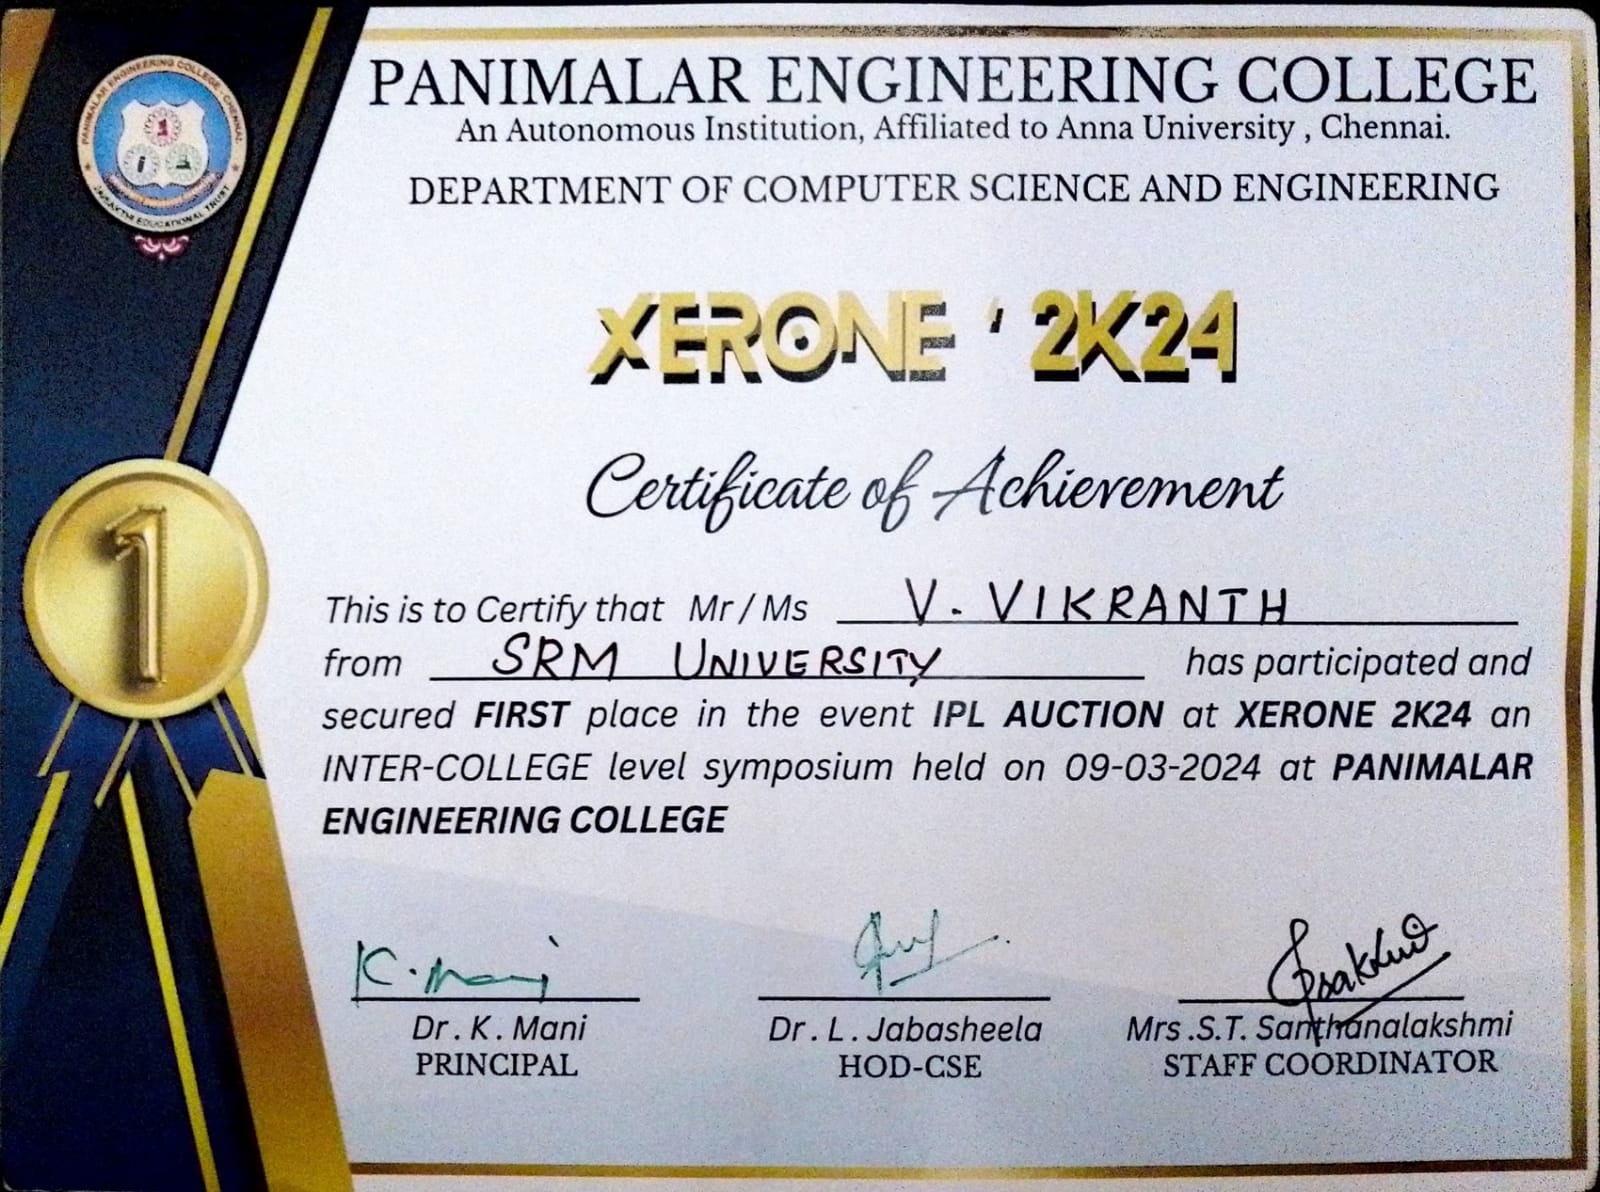 PANIMALAR ENGINEERING COLLEGE
An Autonomous Institution, Affiliated to Anna University , Chennai.
DEPARTMENT OF COMPUTER SCIENCE AND ENGINEERING
PANIMALAR ENGINEERING COLLEGE, CHENNAI
EDUCATIONAL TRUST
XERONE ' 2K24
Certificate of Achievement
1
This is to Certify that Mr / Ms V. VIKRANTH
from SRM UNIVERSITY has participated and
secured FIRST place in the event IPL AUCTION at XERONE 2K24 an
INTER-COLLEGE level symposium held on 09-03-2024 at PANIMALAR
ENGINEERING COLLEGE
K. Mani
Dr . K . Mani Dr . L . Jabasheela Mrs .S.T. Santhanalakshmi
PRINCIPAL HOD-CSE STAFF COORDINATOR